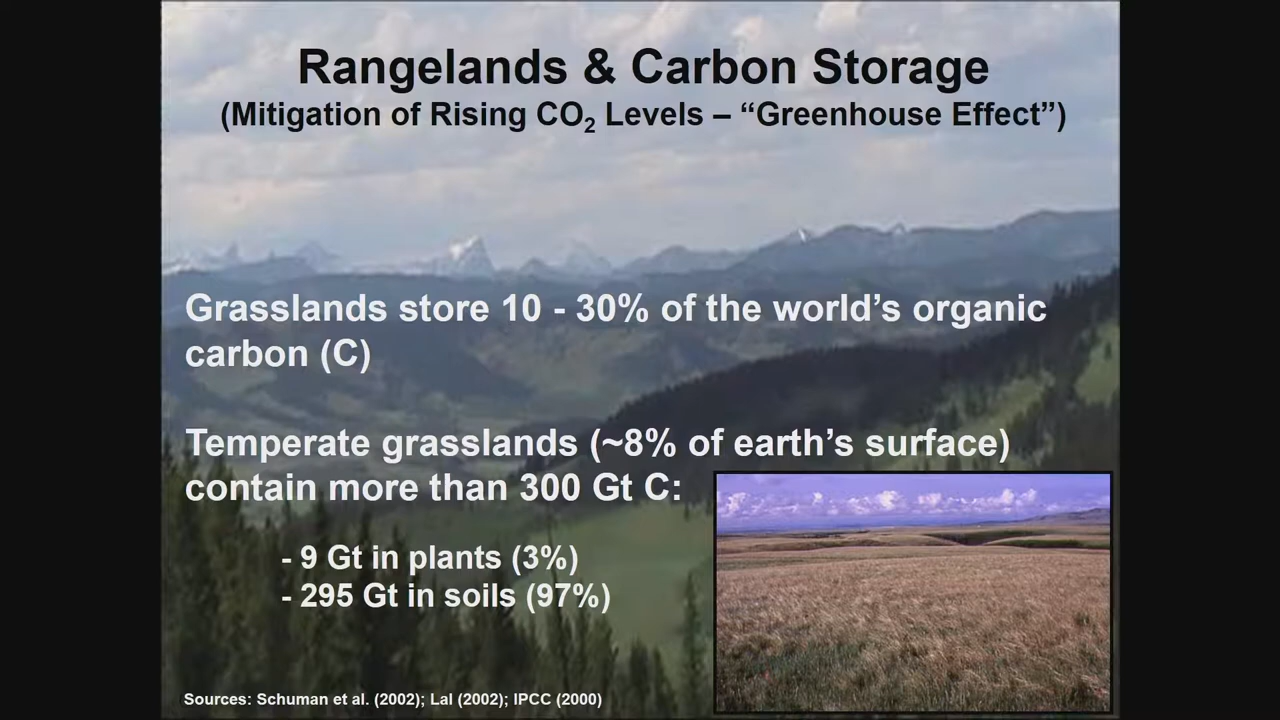 Rangelands & Carbon Storage
(Mitigation of Rising CO₂ Levels – “Greenhouse Effect”)
Grasslands store 10 - 30% of the world’s organic
carbon (C)
Temperate grasslands (~8% of earth’s surface)
contain more than 300 Gt C:
- 9 Gt in plants (3%)
- 295 Gt in soils (97%)
Sources: Schuman et al. (2002); Lal (2002); IPCC (2000)